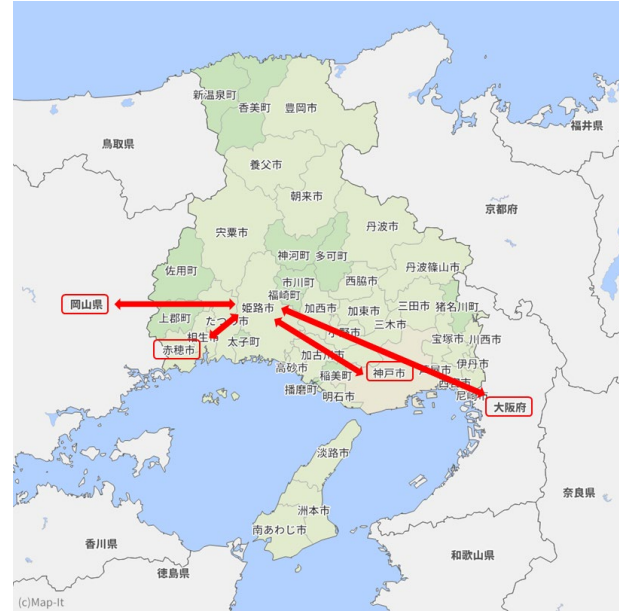 新温泉町
香美町
豊岡市
福井県
鳥取県
養父市
朝来市
京都府
宍粟市
丹波市
神河町
多可町
丹波篠山市
佐用町
市川町
西脇市
福崎町
猪名川町
岡山県
姫路市
加西市
加東市
三田市
上郡町
三木市
相生市
太子町
宝塚市
川西市
赤穂市
加古川市
伊丹市
高砂市
稲美町
神戸市
播磨町
明石市
大阪府
淡路市
奈良県
洲本市
南あわじ市
香川県
和歌山県
徳島県
(c)Map-It